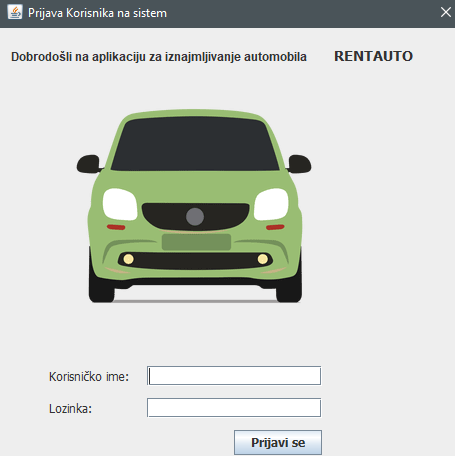 Prijava Korisnika na sistem
Dobrodošli na aplikaciju za iznajmljivanje automobila RENTAUTO
Korisničko ime:
Lozinka:
Prijavi se